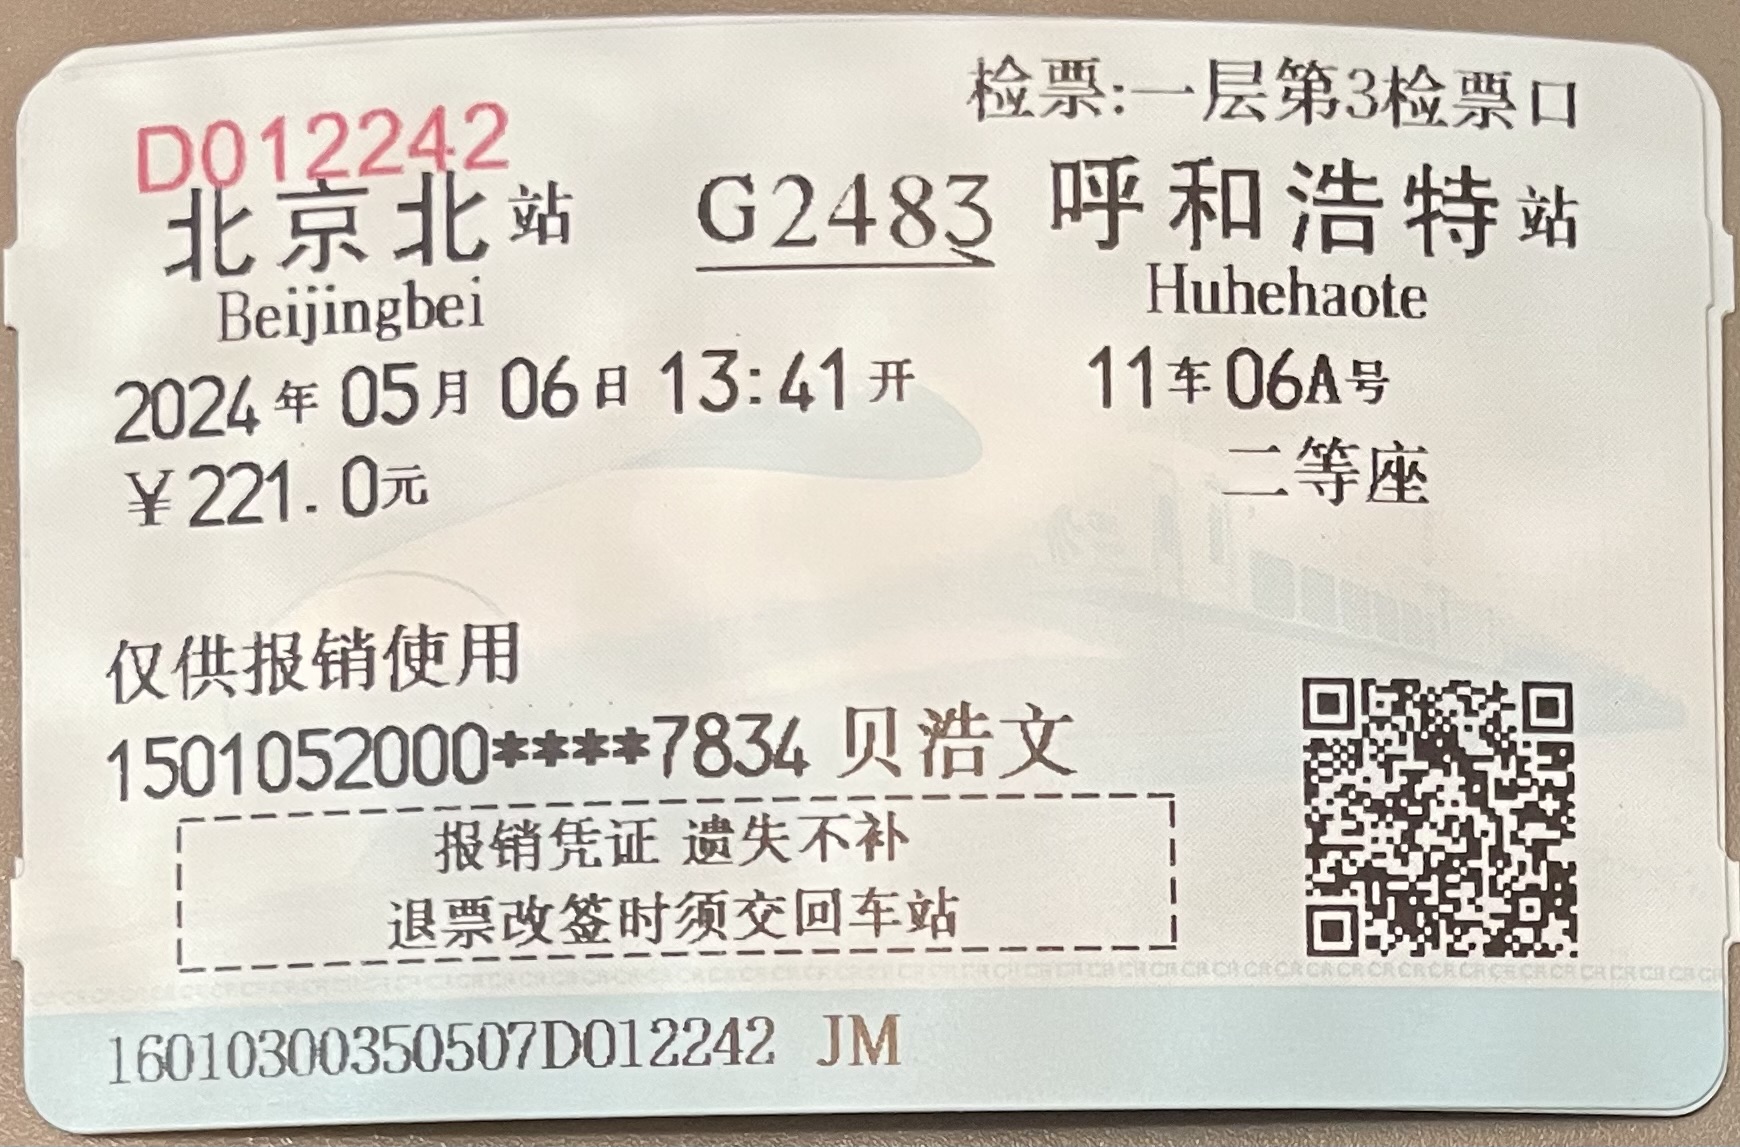 检票:一层第3检票口
D012242
北京北站 G2483 呼和浩特站
Beijingbei Huhehaote
2024年05月06日13:41开 11车06A号
¥221.0元 二等座
仅供报销使用
1501052000****7834 贝浩文
报销凭证 遗失不补
退票改签时须交回车站
16010300350507D012242 JM